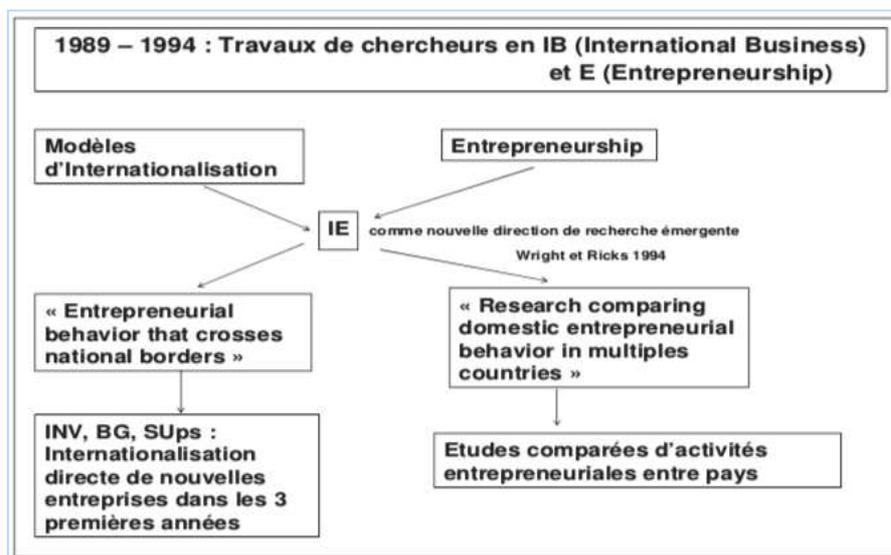 1989 – 1994 : Travaux de chercheurs en IB (International Business)
et E (Entrepreneurship)
Modèles
d'Internationalisation
Entrepreneurship
IE comme nouvelle direction de recherche émergente
Wright et Ricks 1994
« Entrepreneurial
behavior that crosses
national borders »
« Research comparing
domestic entrepreneurial
behavior in multiples
countries »
INV, BG, SUps :
Internationalisation
directe de nouvelles
entreprises dans les 3
premières années
Etudes comparées d'activités
entrepreneuriales entre pays